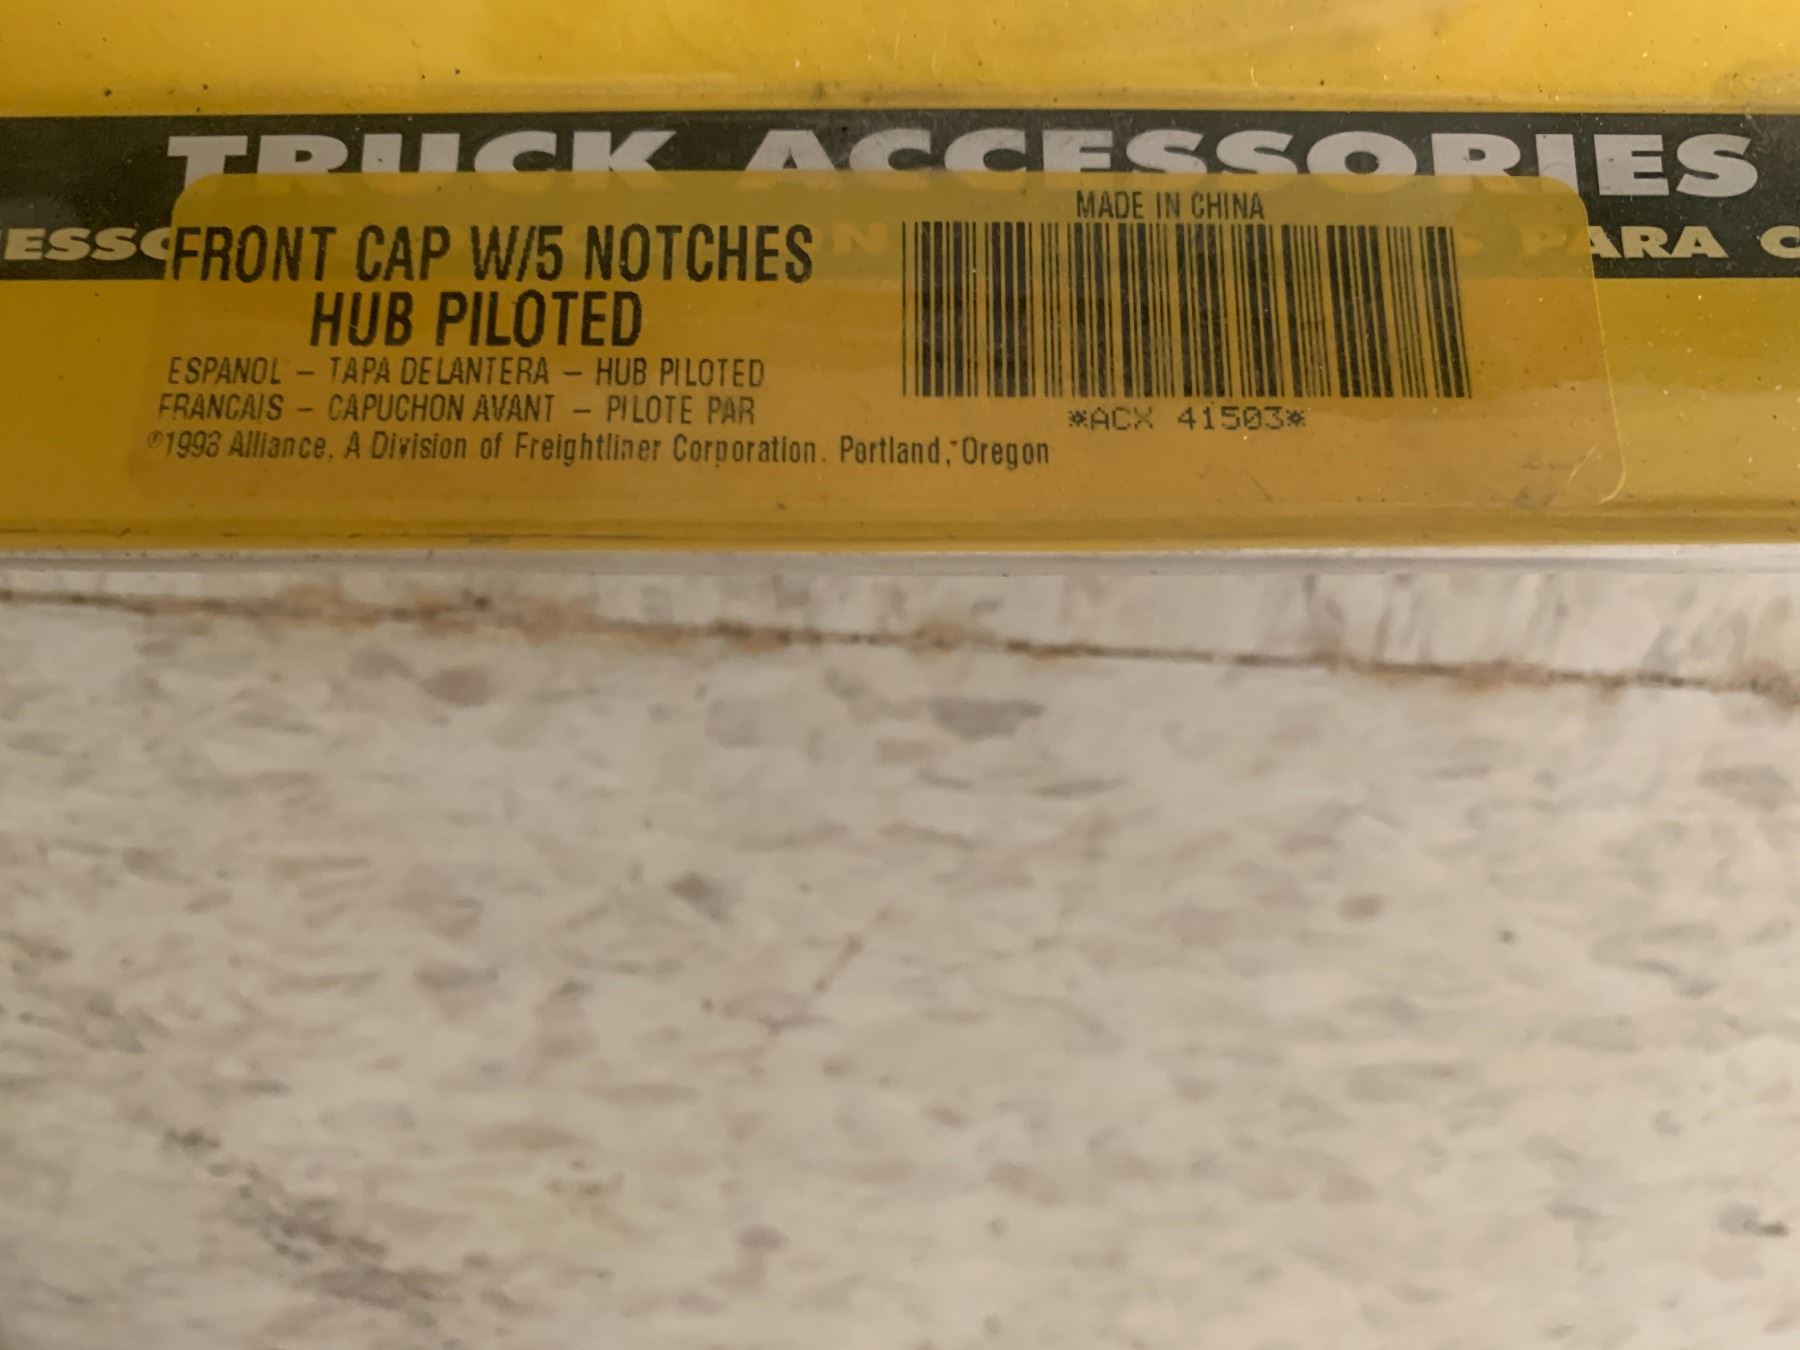 TRUCK ACCESSORIES
MADE IN CHINA
FRONT CAP W/5 NOTCHES
HUB PILOTED
PARA
ESPANOL – TAPA DELANTERA – HUB PILOTED
FRANCAIS – CAPUCHON AVANT – PILOTE PAR
*ACX 41503*
©1998 Alliance. A Division of Freightliner Corporation. Portland, Oregon